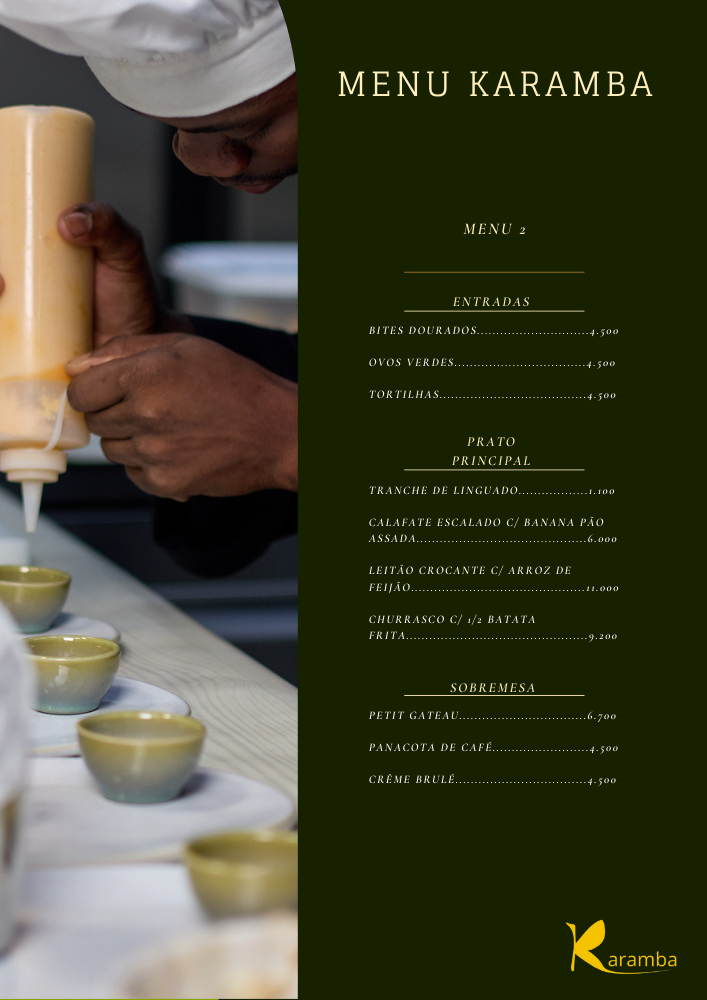 MENU KARAMBA
MENU 2
ENTRADAS
BITES DOURADOS.............................4.500
OVOS VERDES..................................4.500
TORTILHAS......................................4.500
PRATO
PRINCIPAL
TRANCHE DE LINGUADO..................1.100
CALAFATE ESCALADO C/ BANANA PÃO
ASSADA............................................6.000
LEITÃO CROCANTE C/ ARROZ DE
FEIJÃO.............................................11.000
CHURRASCO C/ 1/2 BATATA
FRITA...............................................9.200
SOBREMESA
PETIT GATEAU.................................6.700
PANACOTA DE CAFÉ.........................4.500
CRÊME BRULÉ..................................4.500
Karamba